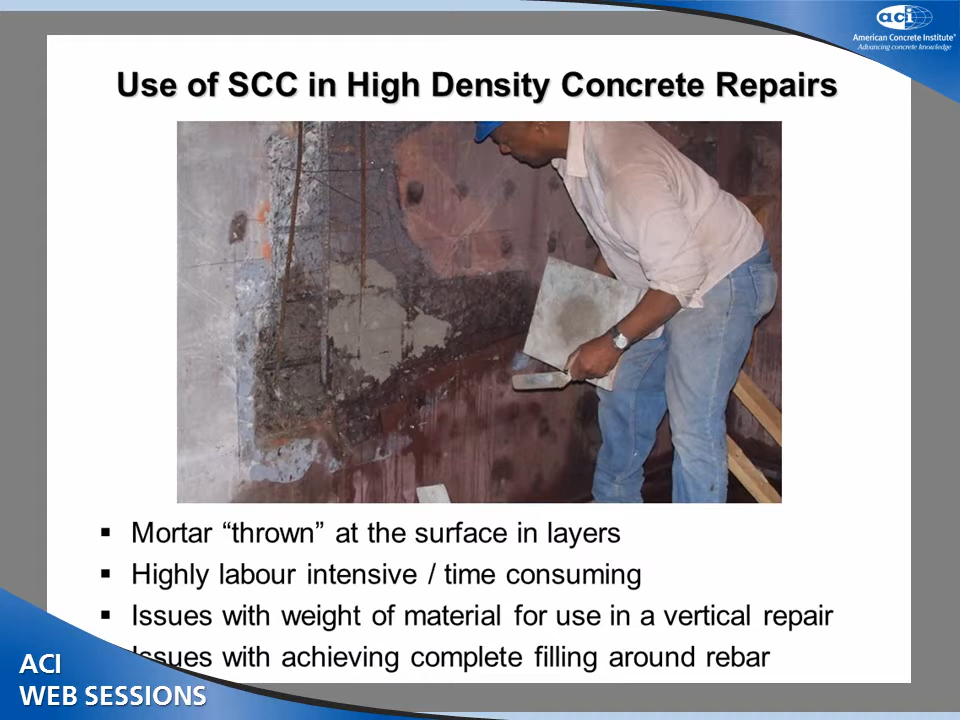 aci
American Concrete Institute®
Advancing concrete knowledge
Use of SCC in High Density Concrete Repairs
▪ Mortar “thrown” at the surface in layers
▪ Highly labour intensive / time consuming
▪ Issues with weight of material for use in a vertical repair
Issues with achieving complete filling around rebar
ACI
WEB SESSIONS